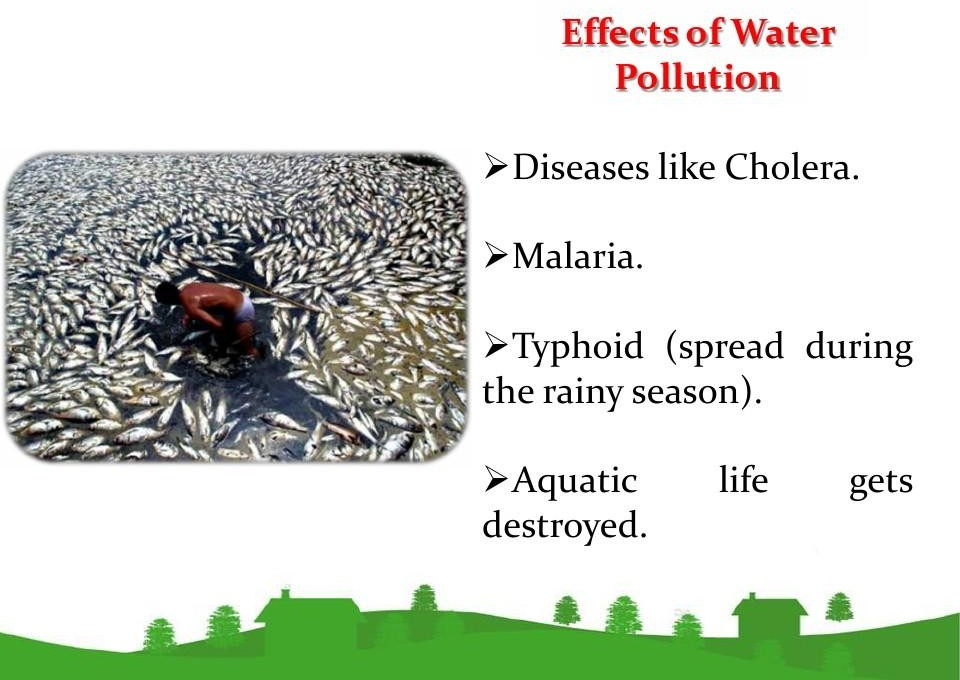 Effects of Water
Pollution
➢Diseases like Cholera.
➢Malaria.
➢Typhoid (spread during
the rainy season).
➢Aquatic life gets
destroyed.